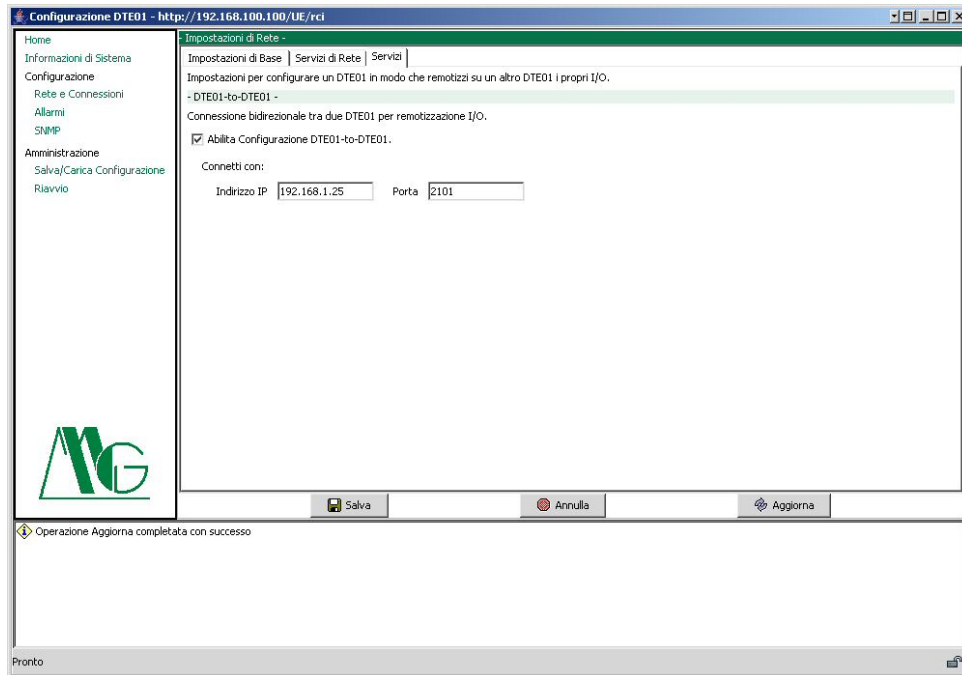 Configurazione DTE01 - http://192.168.100.100/UE/rci
Home
Informazioni di Sistema
Configurazione
Rete e Connessioni
Allarmi
SNMP
Amministrazione
Salva/Carica Configurazione
Riavvio
MG
- Impostazioni di Rete -
Impostazioni di Base | Servizi di Rete | Servizi
Impostazioni per configurare un DTE01 in modo che remotizzi su un altro DTE01 i propri I/O.
- DTE01-to-DTE01 -
Connessione bidirezionale tra due DTE01 per remotizzazione I/O.
Abilita Configurazione DTE01-to-DTE01.
Connetti con:
Indirizzo IP 192.168.1.25 Porta 2101
Salva Annulla Aggiorna
Operazione Aggiorna completata con successo
Pronto